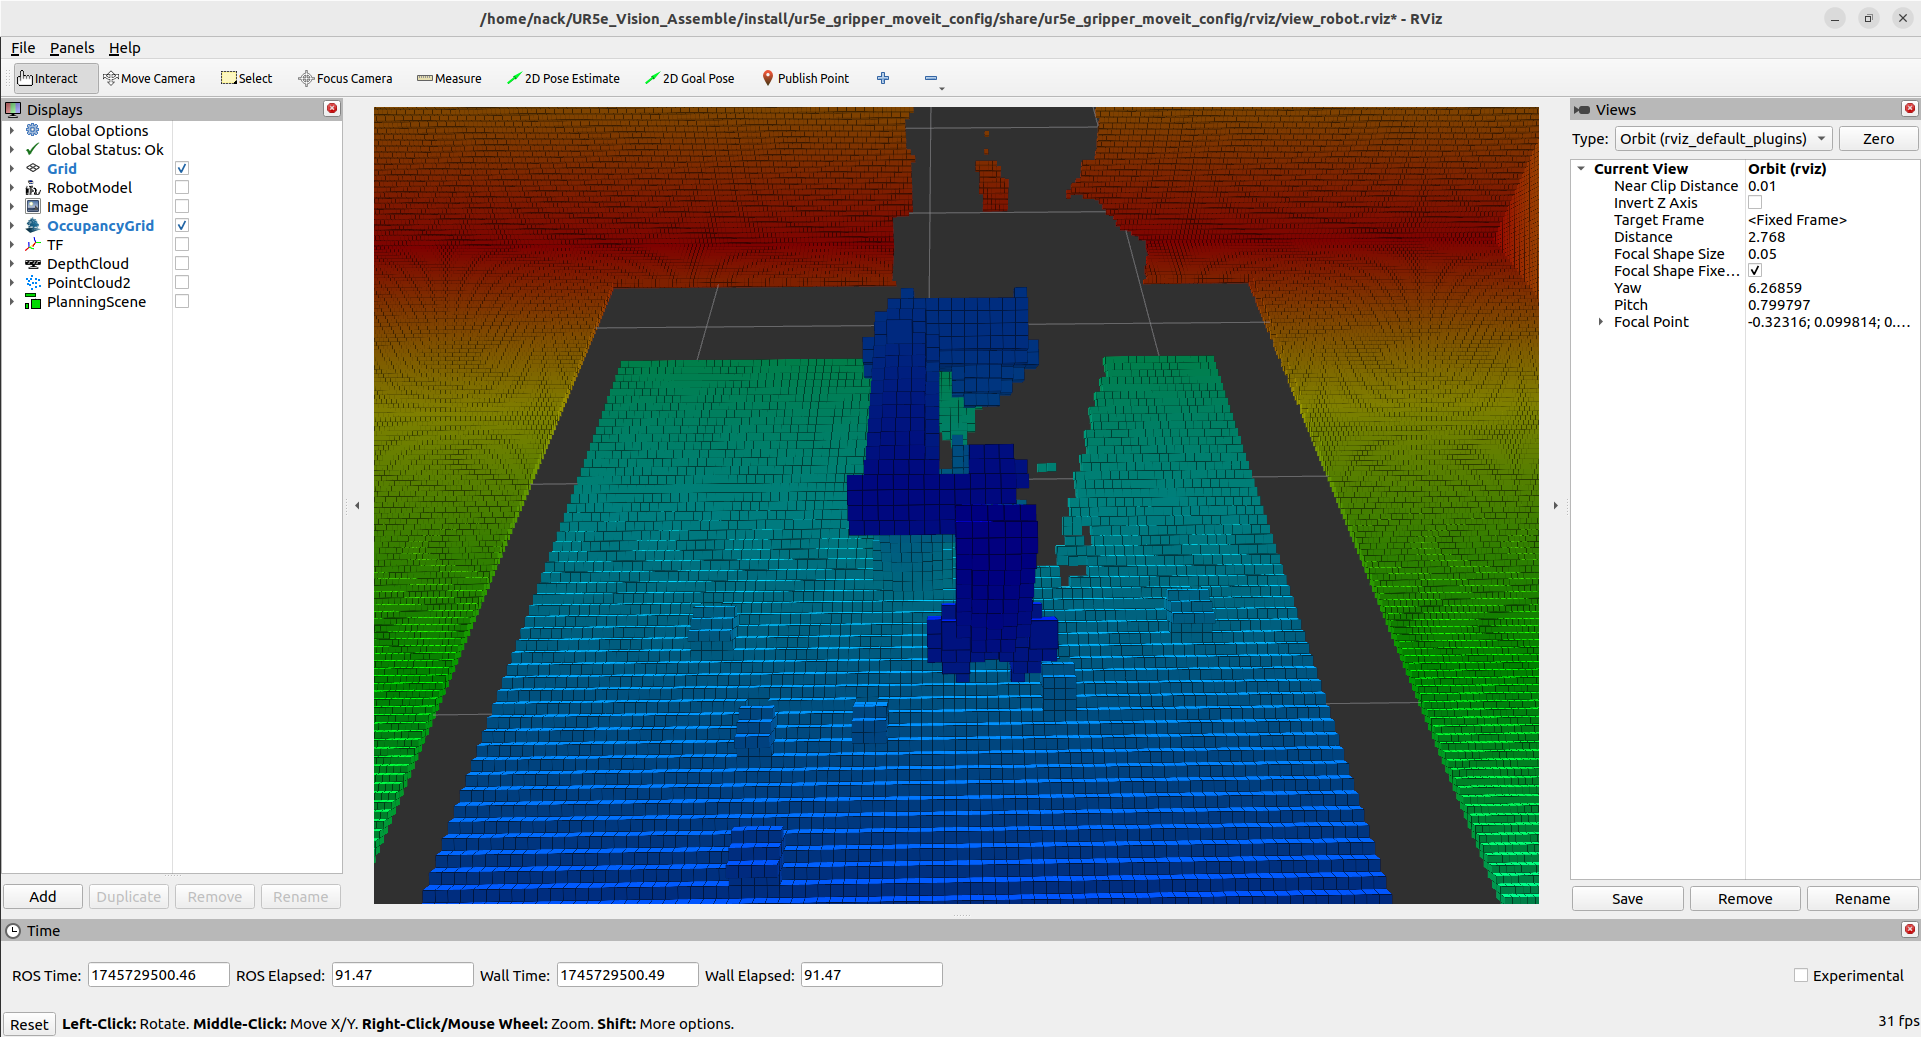 /home/nack/UR5e_Vision_Assemble/install/ur5e_gripper_moveit_config/share/ur5e_gripper_moveit_config/rviz/view_robot.rviz* - RViz
File Panels Help
Interact Move Camera Select Focus Camera Measure 2D Pose Estimate 2D Goal Pose Publish Point
Displays
Global Options
Global Status: Ok
Grid
RobotModel
Image
OccupancyGrid
TF
DepthCloud
PointCloud2
PlanningScene
Add Duplicate Remove Rename
Views
Type: Orbit (rviz_default_plugins) Zero
Current View Orbit (rviz)
Near Clip Distance 0.01
Invert Z Axis
Target Frame <Fixed Frame>
Distance 2.768
Focal Shape Size 0.05
Focal Shape Fixe...
Yaw 6.26859
Pitch 0.799797
Focal Point -0.32316; 0.099814; 0....
Save Remove Rename
Time
ROS Time: 1745729500.46 ROS Elapsed: 91.47 Wall Time: 1745729500.49 Wall Elapsed: 91.47 Experimental
Reset Left-Click: Rotate. Middle-Click: Move X/Y. Right-Click/Mouse Wheel: Zoom. Shift: More options. 31 fps